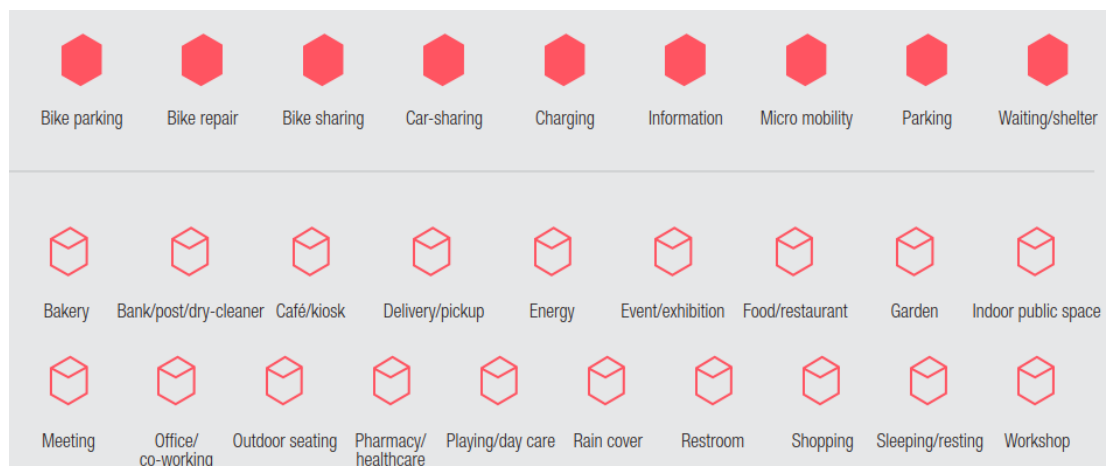 Bike parking Bike repair Bike sharing Car-sharing Charging Information Micro mobility Parking Waiting/shelter
Bakery Bank/post/dry-cleaner Café/kiosk Delivery/pickup Energy Event/exhibition Food/restaurant Garden Indoor public space
Meeting Office/ Outdoor seating Pharmacy/ Playing/day care Rain cover Restroom Shopping Sleeping/resting Workshop
co-working healthcare